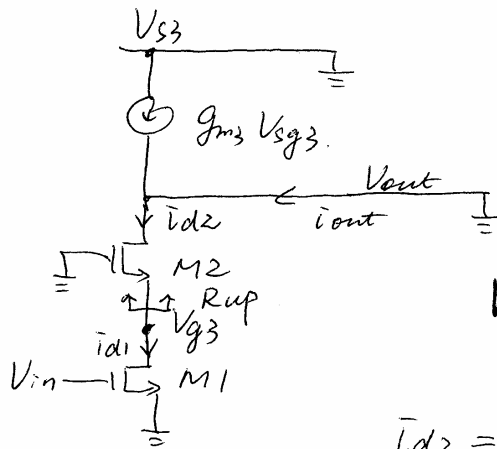 Vs3
gm3 Vsg3.
Vout
iout
id2
M2
Rup
Vg3
id1
Vin
M1
id2 =